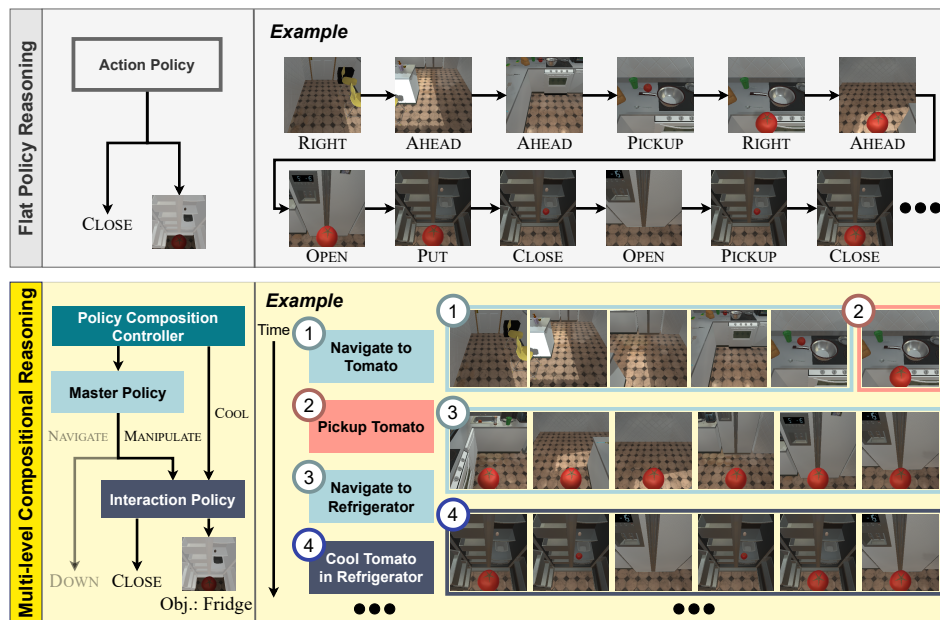 Flat Policy Reasoning
Action Policy
CLOSE
Example
RIGHT
AHEAD
AHEAD
PICKUP
RIGHT
AHEAD
OPEN
PUT
CLOSE
OPEN
PICKUP
CLOSE
Multi-level Compositional Reasoning
Policy Composition
Controller
Master Policy
COOL
NAVIGATE
MANIPULATE
Interaction Policy
DOWN
CLOSE
Obj.: Fridge
Example
Time
1
Navigate to
Tomato
2
Pickup Tomato
3
Navigate to
Refrigerator
4
Cool Tomato
in Refrigerator
1
2
3
4